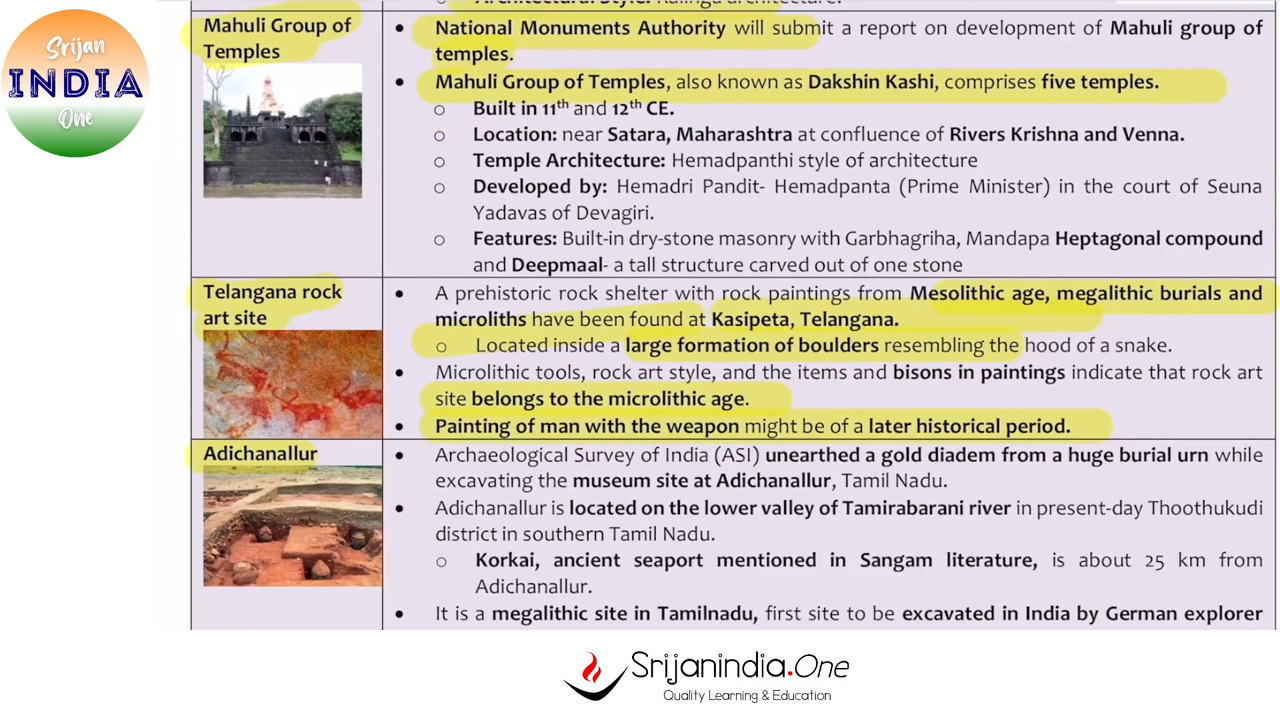 Srijan
INDIA
One
Architectural Style: Kalinga architecture.
Mahuli Group of
Temples
• National Monuments Authority will submit a report on development of Mahuli group of
temples.
• Mahuli Group of Temples, also known as Dakshin Kashi, comprises five temples.
o Built in 11th and 12th CE.
o Location: near Satara, Maharashtra at confluence of Rivers Krishna and Venna.
o Temple Architecture: Hemadpanthi style of architecture
o Developed by: Hemadri Pandit- Hemadpanta (Prime Minister) in the court of Seuna
Yadavas of Devagiri.
o Features: Built-in dry-stone masonry with Garbhagriha, Mandapa Heptagonal compound
and Deepmaal- a tall structure carved out of one stone
Telangana rock
art site
• A prehistoric rock shelter with rock paintings from Mesolithic age, megalithic burials and
microliths have been found at Kasipeta, Telangana.
o Located inside a large formation of boulders resembling the hood of a snake.
• Microlithic tools, rock art style, and the items and bisons in paintings indicate that rock art
site belongs to the microlithic age.
• Painting of man with the weapon might be of a later historical period.
Adichanallur
• Archaeological Survey of India (ASI) unearthed a gold diadem from a huge burial urn while
excavating the museum site at Adichanallur, Tamil Nadu.
• Adichanallur is located on the lower valley of Tamirabarani river in present-day Thoothukudi
district in southern Tamil Nadu.
o Korkai, ancient seaport mentioned in Sangam literature, is about 25 km from
Adichanallur.
• It is a megalithic site in Tamilnadu, first site to be excavated in India by German explorer
Srijanindia.One
Quality Learning & Education